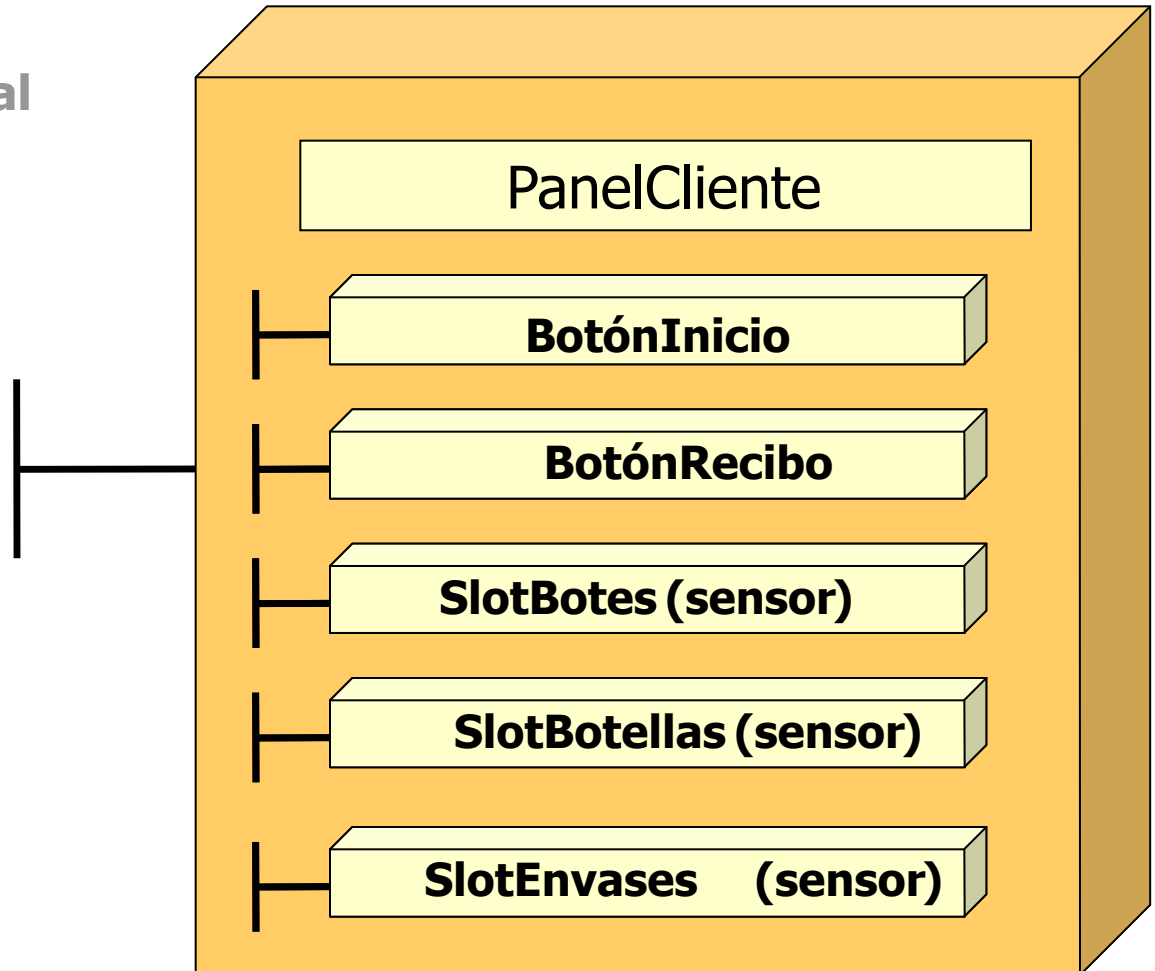 al
PanelCliente
BotónInicio
BotónRecibo
SlotBotes (sensor)
SlotBotellas (sensor)
SlotEnvases (sensor)